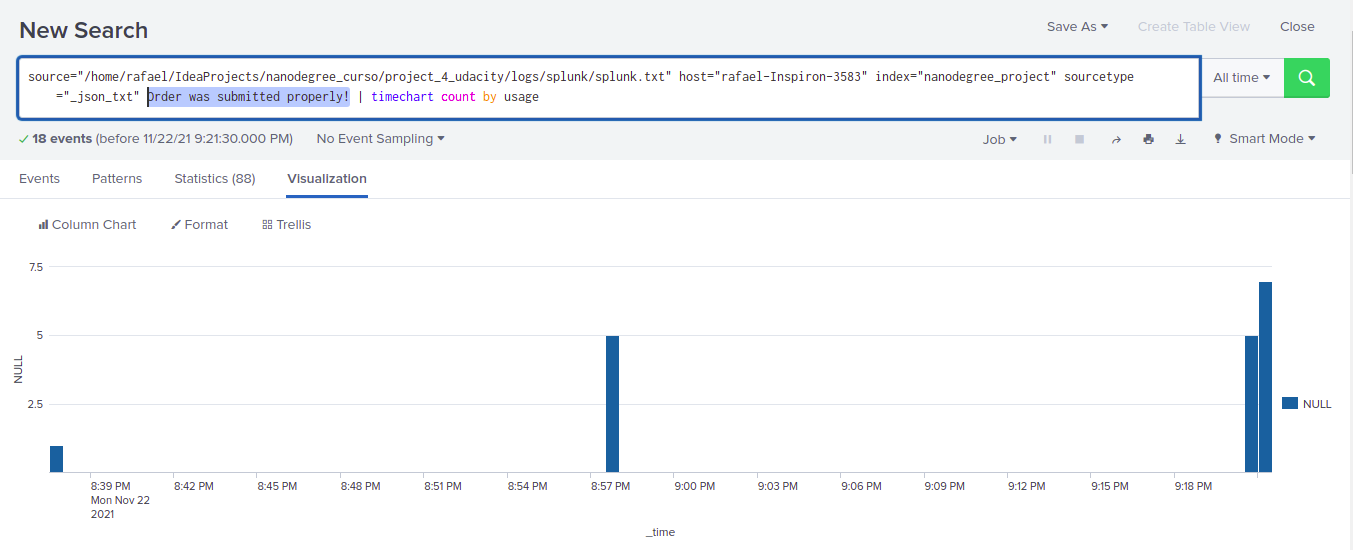 New Search
Save As
Create Table View
Close
source="/home/rafael/IdeaProjects/nanodegree_curso/project_4_udacity/logs/splunk/splunk.txt" host="rafael-Inspiron-3583" index="nanodegree_project" sourcetype
="_json_txt" Order was submitted properly! | timechart count by usage
All time
18 events (before 11/22/21 9:21:30.000 PM)
No Event Sampling
Job
Smart Mode
Events
Patterns
Statistics (88)
Visualization
Column Chart
Format
Trellis
7.5
5
2.5
NULL
NULL
8:39 PM
Mon Nov 22
2021
8:42 PM
8:45 PM
8:48 PM
8:51 PM
8:54 PM
8:57 PM
9:00 PM
9:03 PM
9:06 PM
9:09 PM
9:12 PM
9:15 PM
9:18 PM
_time